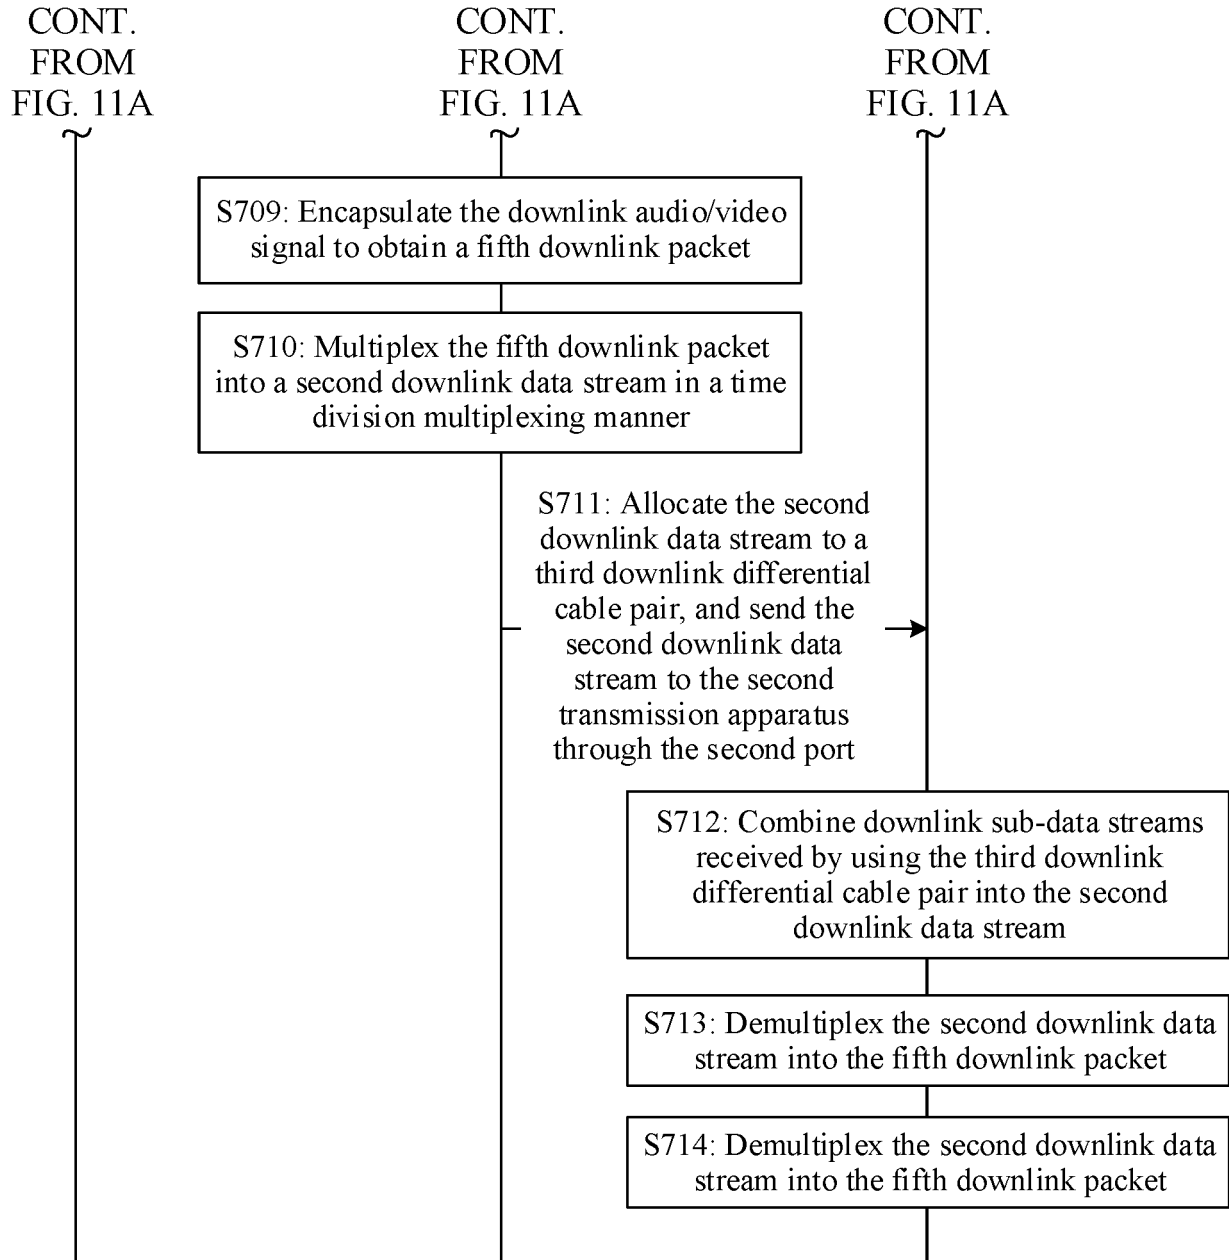 CONT.
FROM
FIG. 11A
CONT.
FROM
FIG. 11A
CONT.
FROM
FIG. 11A
S709: Encapsulate the downlink audio/video
signal to obtain a fifth downlink packet
S710: Multiplex the fifth downlink packet
into a second downlink data stream in a time
division multiplexing manner
S711: Allocate the second
downlink data stream to a
third downlink differential
cable pair, and send the
second downlink data
stream to the second
transmission apparatus
through the second port
S712: Combine downlink sub-data streams
received by using the third downlink
differential cable pair into the second
downlink data stream
S713: Demultiplex the second downlink data
stream into the fifth downlink packet
S714: Demultiplex the second downlink data
stream into the fifth downlink packet